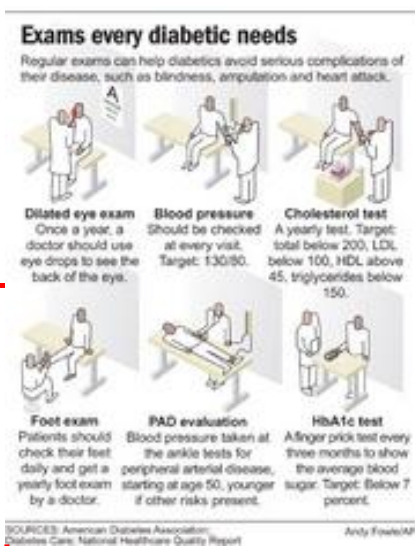 Exams every diabetic needs
Regular exams can help diabetics avoid serious complications of
their disease, such as blindness, amputation and heart attack.
A
Dilated eye exam
Once a year, a
doctor should use
eye drops to see the
back of the eye.
Blood pressure
Should be checked
at every visit.
Target: 130/80.
Cholesterol test
A yearly test. Target:
total below 200, LDL
below 100, HDL above
45, triglycerides below
150.
Foot exam
Patients should
check their feet
daily and get a
yearly foot exam
by a doctor.
PAD evaluation
Blood pressure taken at
the ankle tests for
peripheral arterial disease,
starting at age 50, younger
if other risks present.
HbA1c test
A finger prick test every
three months to show
the average blood
sugar. Target: Below 7
percent.
SOURCES: American Diabetes Association;
Diabetes Care; National Healthcare Quality Report
Andy Fowle/AP